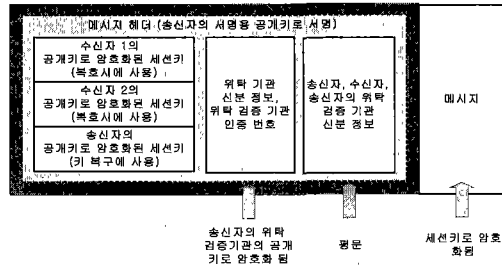 메시지 헤더 (송신자의 서명용 공개키로 서명)
수신자 1의
공개키로 암호화된 세션키
(복호시에 사용)
수신자 2의
공개키로 암호화된 세션키
(복호시에 사용)
송신자의
공개키로 암호화된 세션키
(키 복구에 사용)
위탁 기관
신분 정보,
위탁 검증 기관
인증 번호
송신자, 수신자,
송신자의 위탁
검증 기관
신분 정보
메시지
송신자의 위탁
검증기관의 공개
키로 암호화 됨
평문
세션키로 암호
화됨